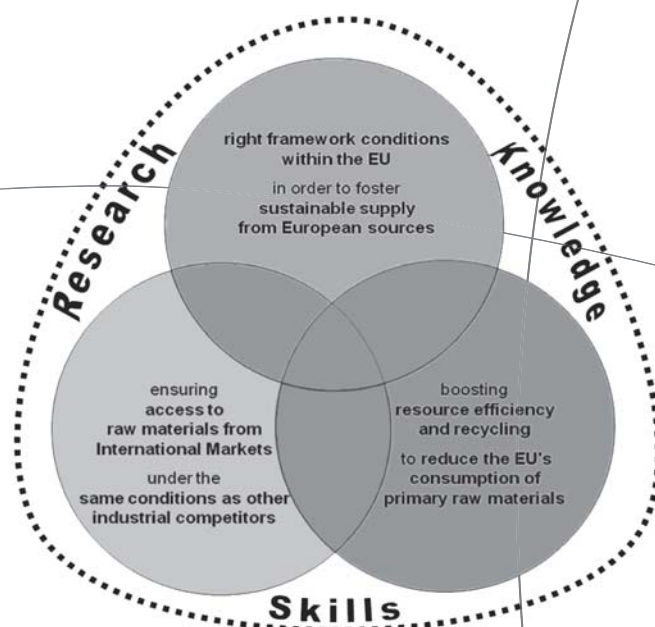 Research
Knowledge
right framework conditions
within the EU
in order to foster
sustainable supply
from European sources
ensuring
access to
raw materials from
International Markets
under the
same conditions as other
industrial competitors
boosting
resource efficiency
and recycling
to reduce the EU's
consumption of
primary raw materials
Skills